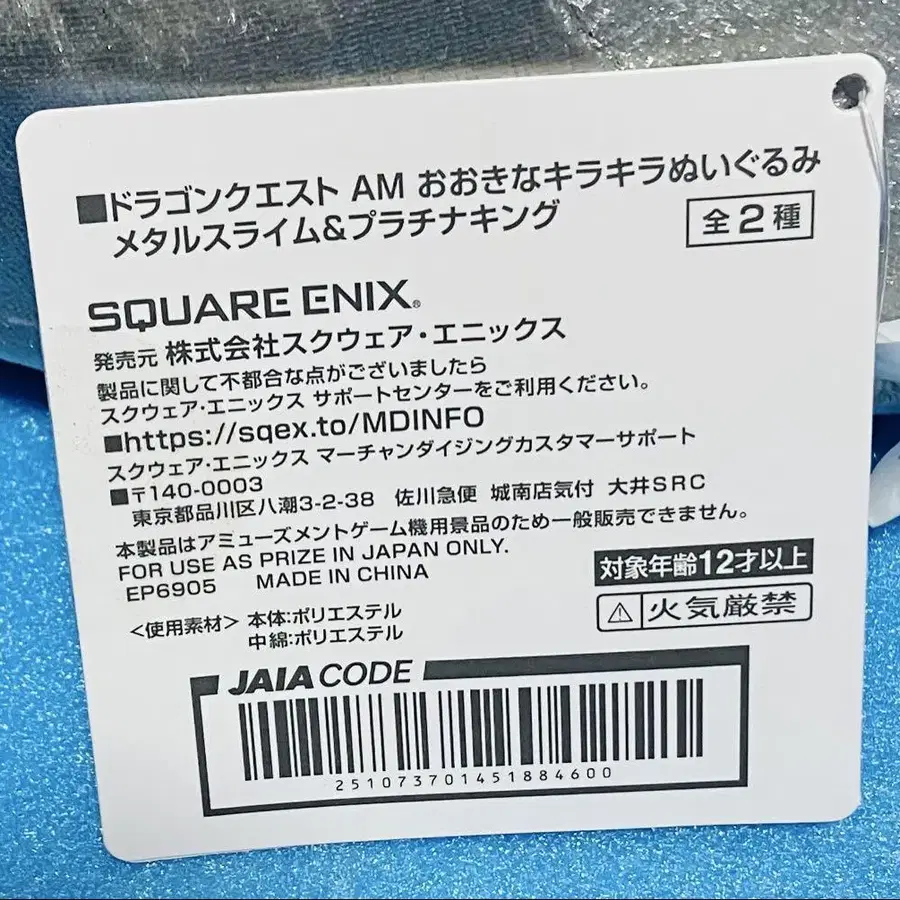 ■ドラゴンクエスト AM おおきなキラキラぬいぐるみ
メタルスライム&プラチナキング
全2種
SQUARE ENIX®
発売元 株式会社スクウェア・エニックス
製品に関して不都合な点がございましたら
スクウェア・エニックス サポートセンターをご利用ください。
■https://sqex.to/MDINFO
スクウェア・エニックス マーチャンダイジングカスタマーサポート
■〒140-0003
東京都品川区八潮3-2-38 佐川急便 城南店気付 大井SRC
本製品はアミューズメントゲーム機用景品のため一般販売できません。
FOR USE AS PRIZE IN JAPAN ONLY.
EP6905 MADE IN CHINA
対象年齢12才以上
⚠火気厳禁
<使用素材> 本体:ポリエステル
中綿:ポリエステル
JAIA CODE
251073701451884600